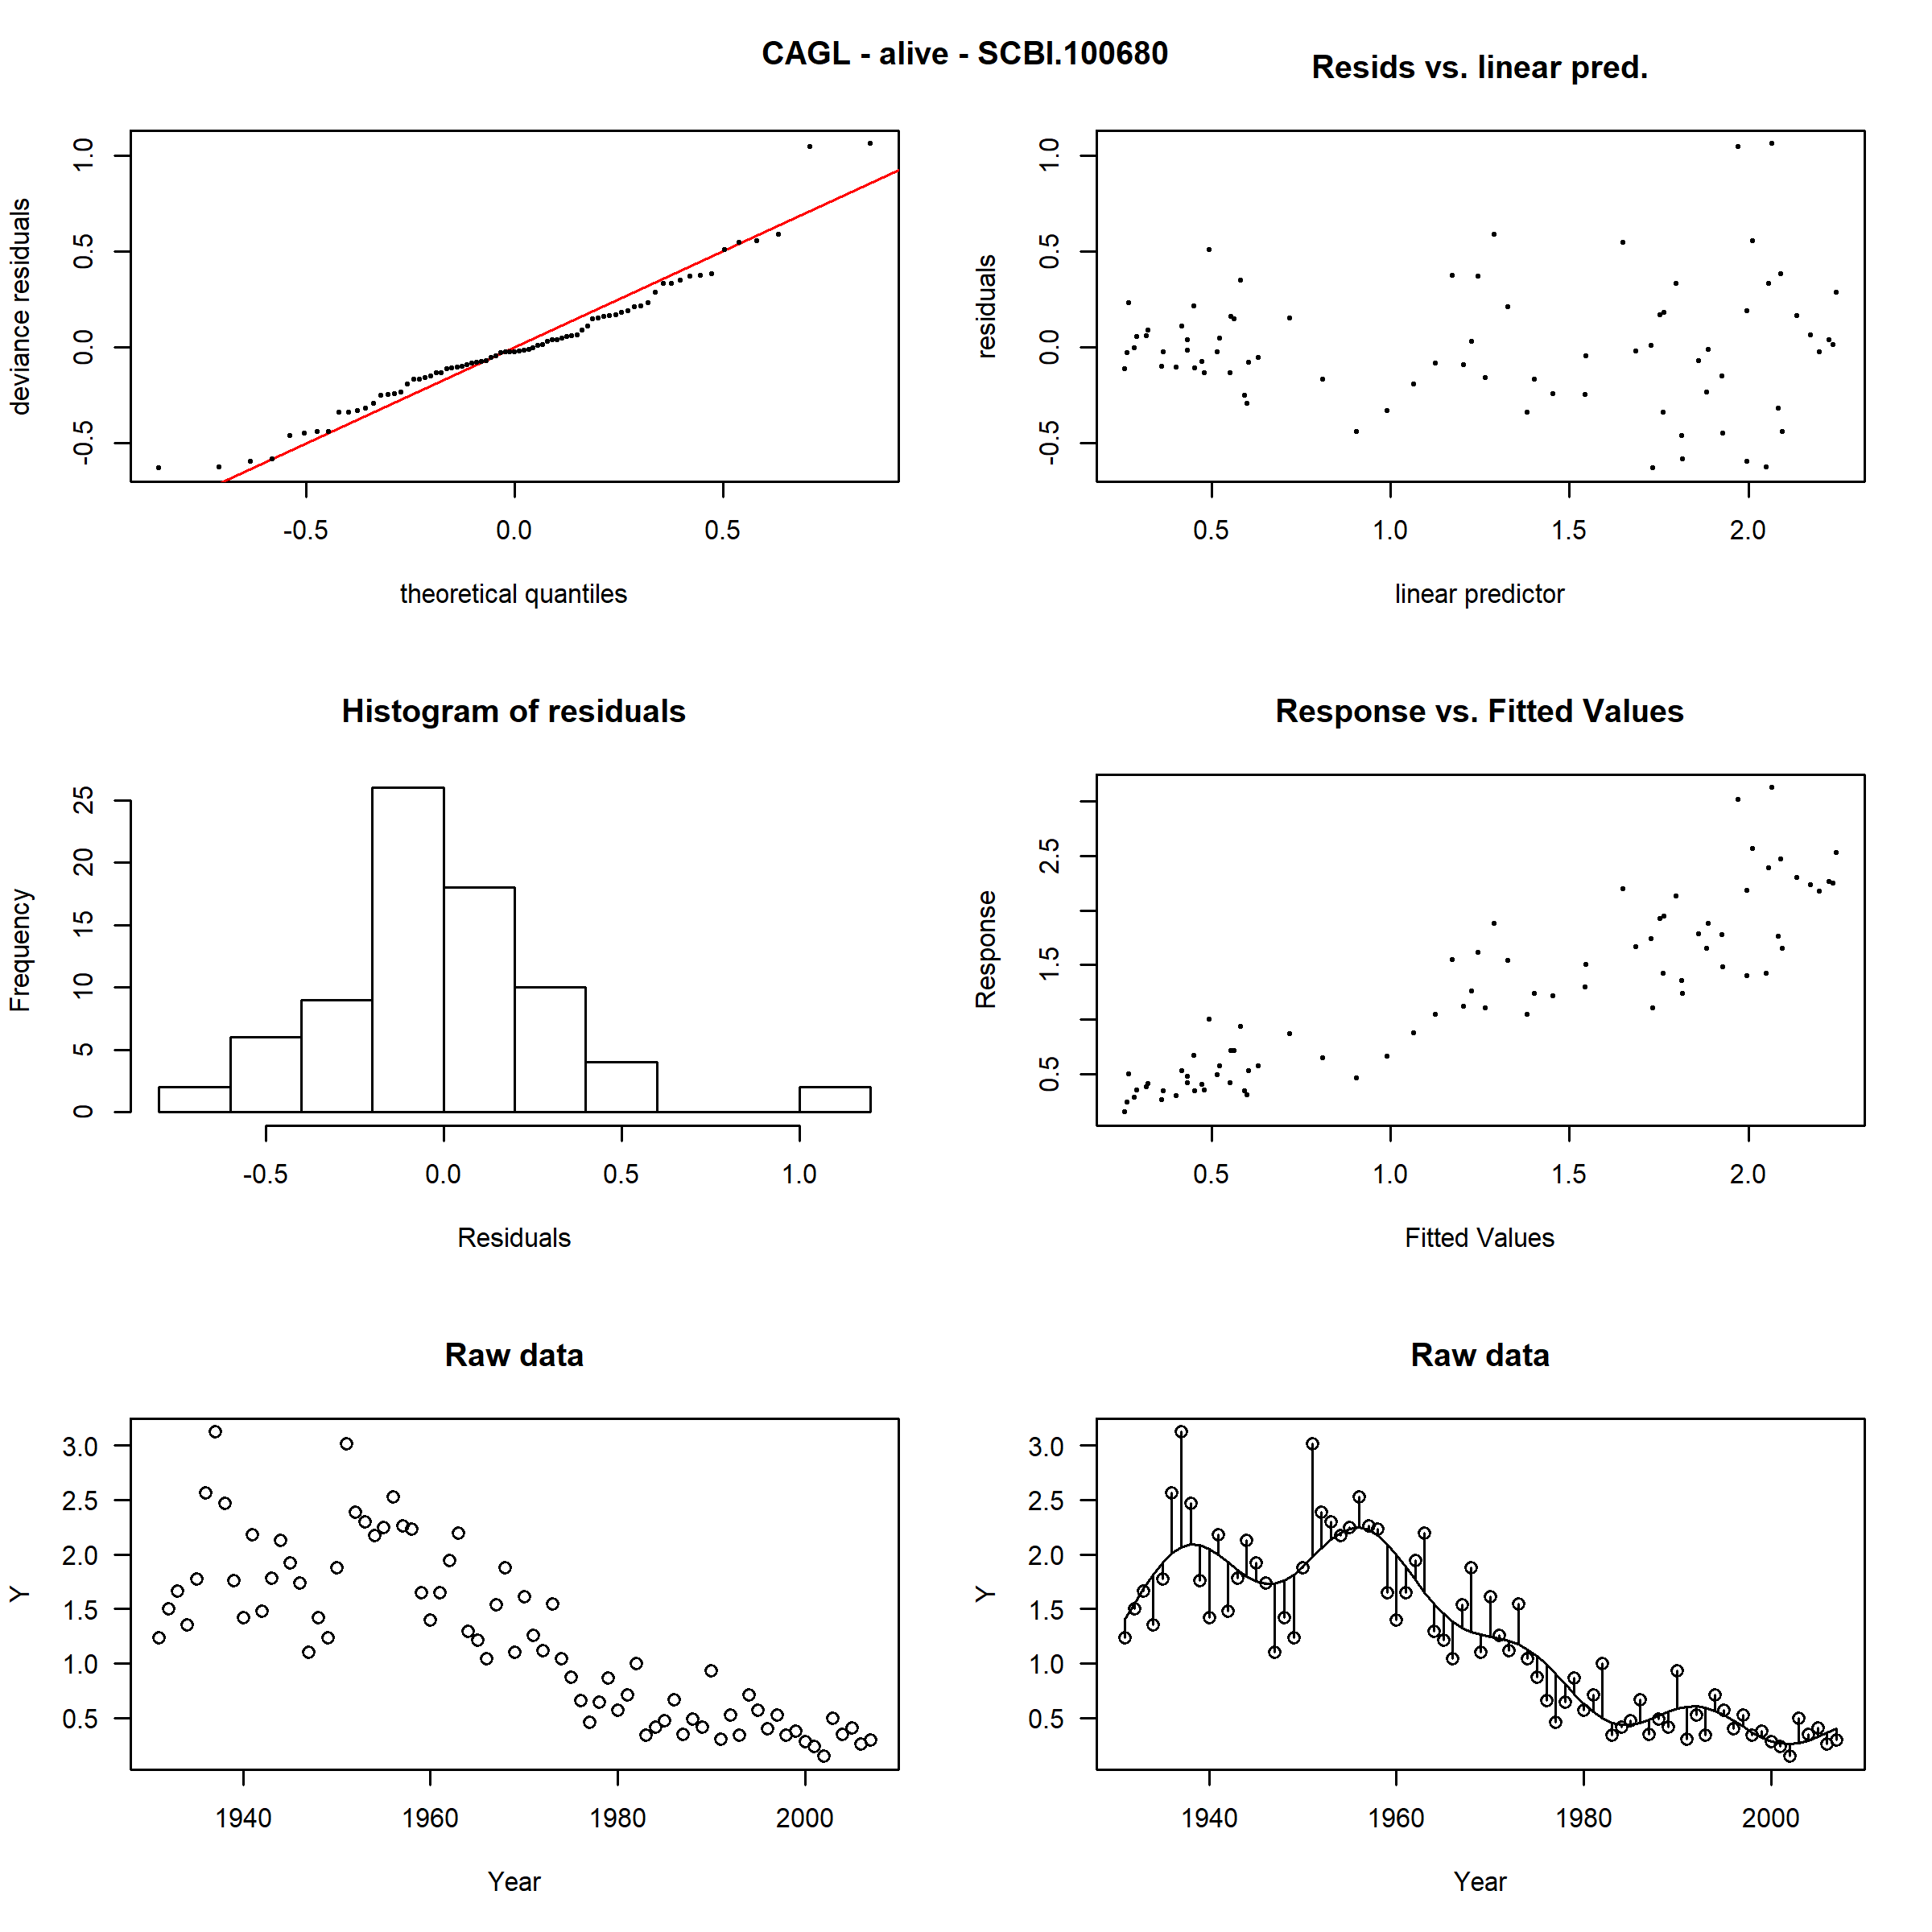 CAGL - alive - SCBI.100680
Resids vs. linear pred.
deviance residuals
-0.5 0.0 0.5 1.0
-0.5 0.0 0.5
theoretical quantiles
residuals
-0.5 0.0 0.5 1.0
0.5 1.0 1.5 2.0
linear predictor
Histogram of residuals
Frequency
0 5 10 15 20 25
-0.5 0.0 0.5 1.0
Residuals
Response vs. Fitted Values
Response
0.5 1.5 2.5
0.5 1.0 1.5 2.0
Fitted Values
Raw data
Y
3.0
2.5
2.0
1.5
1.0
0.5
1940 1960 1980 2000
Year
Raw data
Y
3.0
2.5
2.0
1.5
1.0
0.5
1940 1960 1980 2000
Year